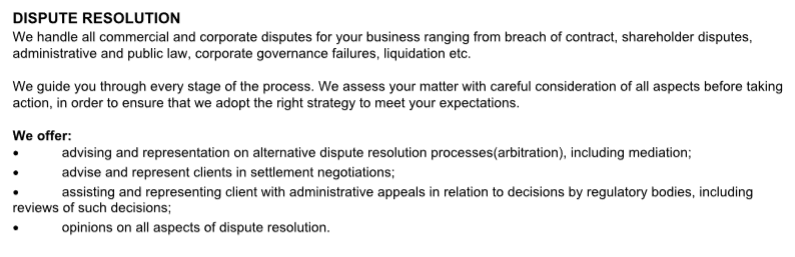 DISPUTE RESOLUTION
We handle all commercial and corporate disputes for your business ranging from breach of contract, shareholder disputes,
administrative and public law, corporate governance failures, liquidation etc.
We guide you through every stage of the process. We assess your matter with careful consideration of all aspects before taking
action, in order to ensure that we adopt the right strategy to meet your expectations.
We offer:
• advising and representation on alternative dispute resolution processes(arbitration), including mediation;
• advise and represent clients in settlement negotiations;
• assisting and representing client with administrative appeals in relation to decisions by regulatory bodies, including
reviews of such decisions;
• opinions on all aspects of dispute resolution.